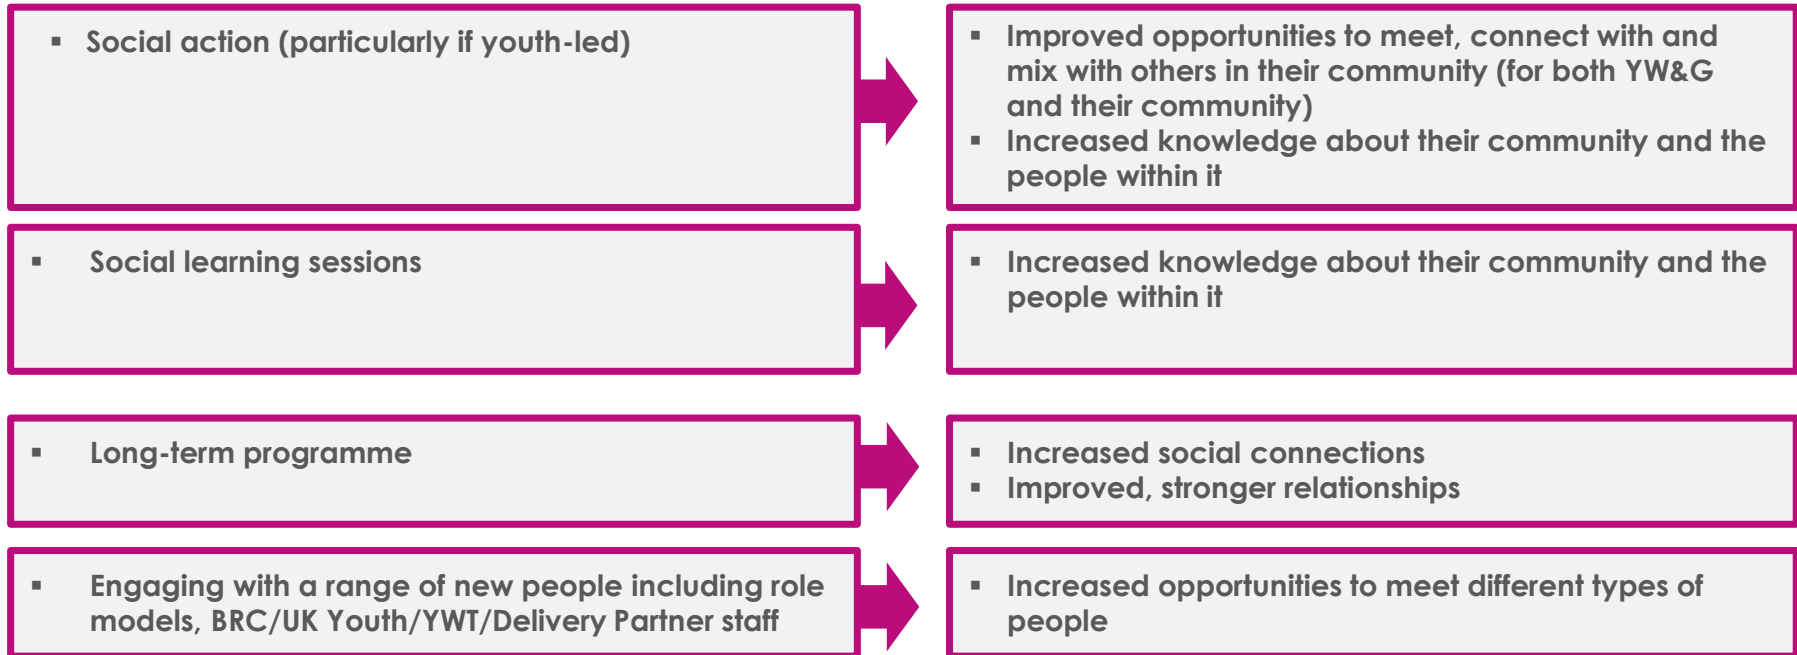 ▪ Social action (particularly if youth-led)
▪ Improved opportunities to meet, connect with and
mix with others in their community (for both YW&G
and their community)
▪ Increased knowledge about their community and the
people within it
▪ Social learning sessions
▪ Increased knowledge about their community and the
people within it
▪ Long-term programme
▪ Increased social connections
▪ Improved, stronger relationships
▪ Engaging with a range of new people including role
models, BRC/UK Youth/YWT/Delivery Partner staff
▪ Increased opportunities to meet different types of
people